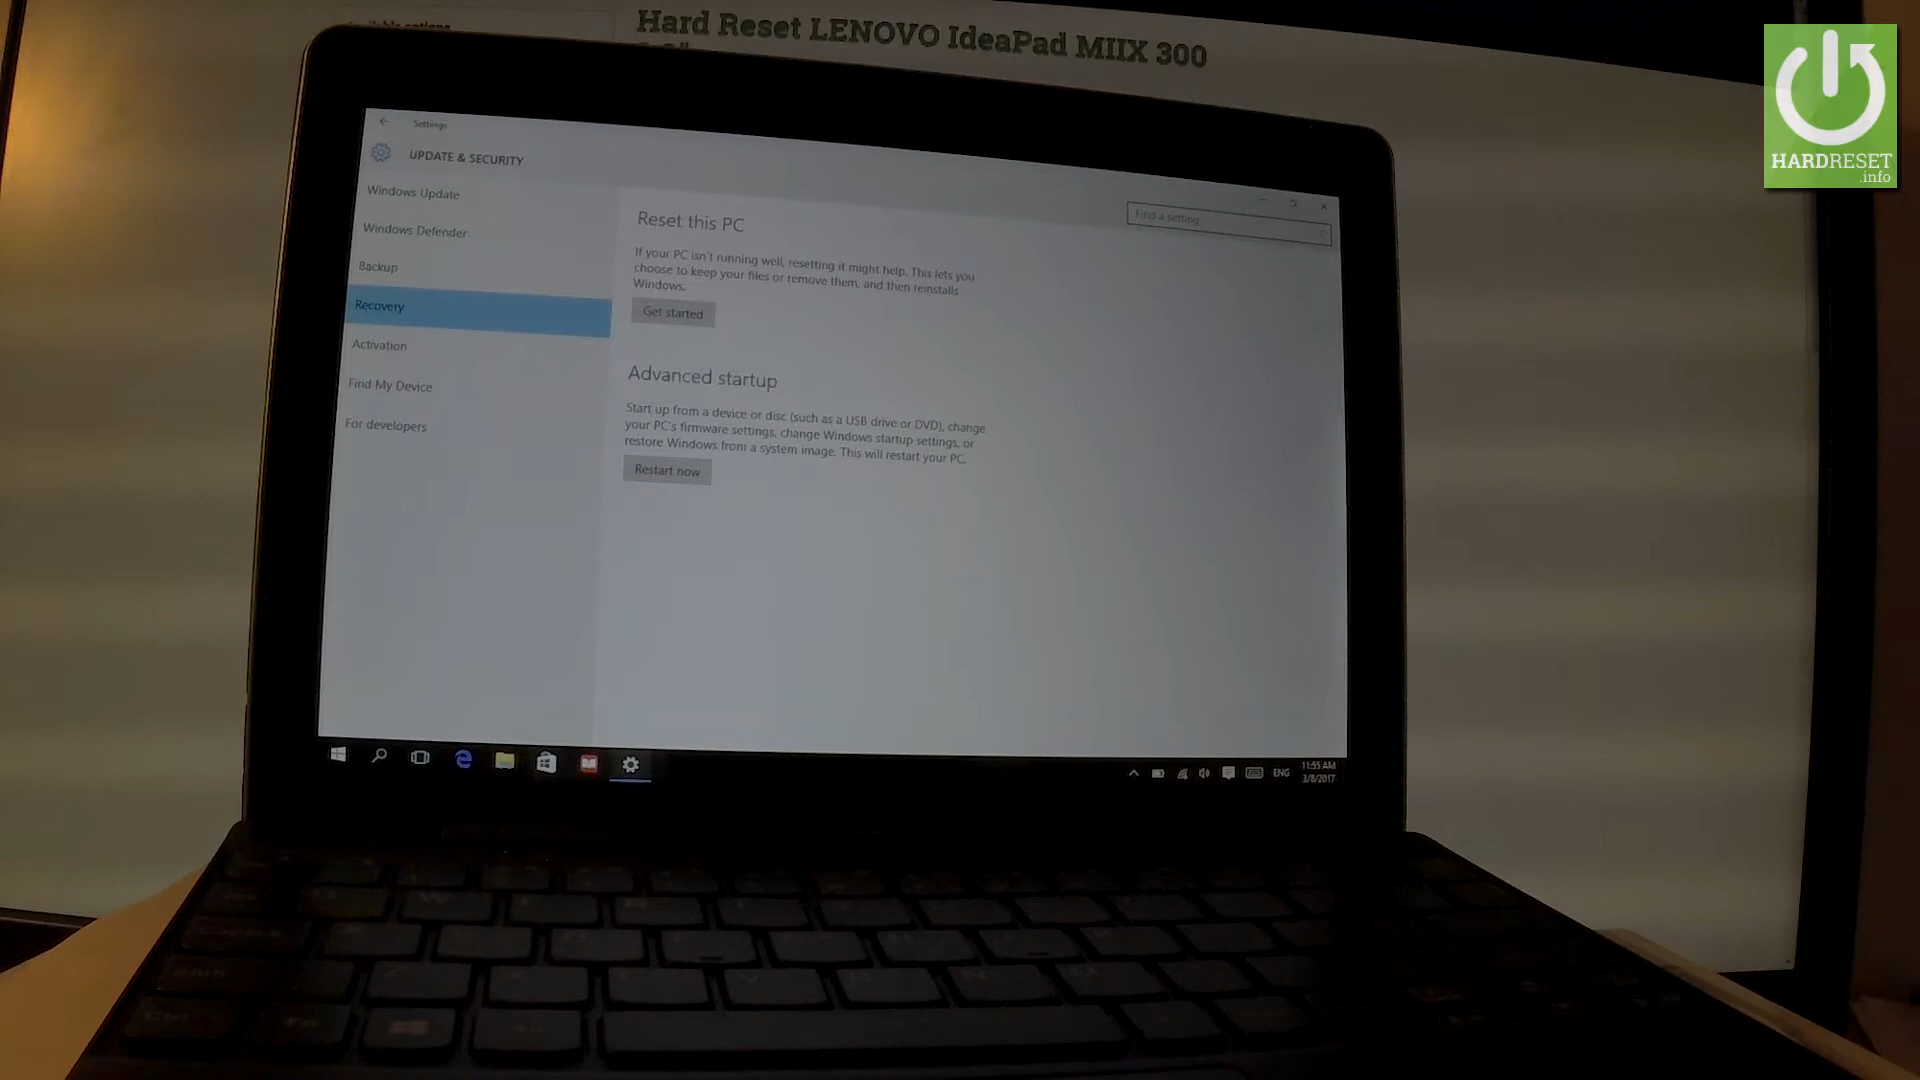 Hard Reset LENOVO IdeaPad MIIX 300
HARDRESET
.info
Settings
UPDATE & SECURITY
Find a setting
Windows Update
Windows Defender
Backup
Recovery
Activation
Find My Device
For developers
Reset this PC
If your PC isn't running well, resetting it might help. This lets you
choose to keep your files or remove them, and then reinstalls
Windows.
Get started
Advanced startup
Start up from a device or disc (such as a USB drive or DVD), change
your PC's firmware settings, change Windows startup settings, or
restore Windows from a system image. This will restart your PC.
Restart now
ENG
11:55 AM
3/8/2017